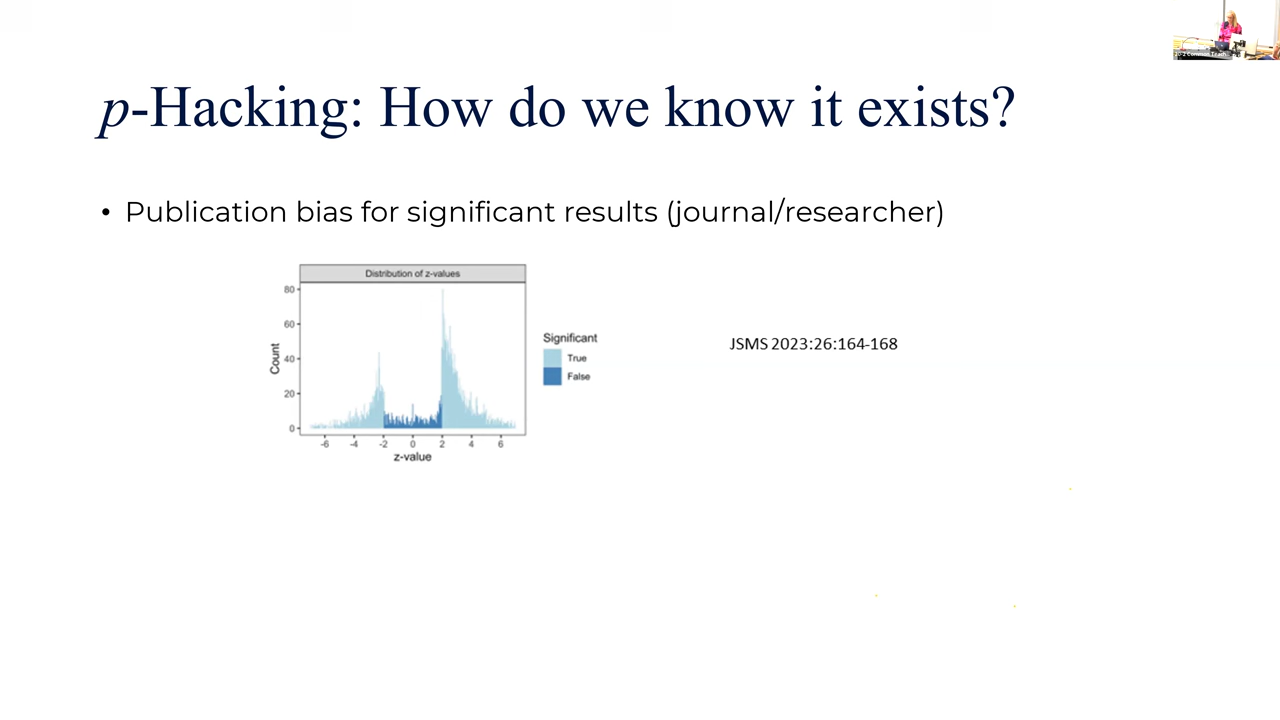 p-Hacking: How do we know it exists?
• Publication bias for significant results (journal/researcher)
Distribution of z-values
80
60
40
20
0
Count
-6 -4 -2 0 2 4 6
z-value
Significant
True
False
JSMS 2023:26:164-168